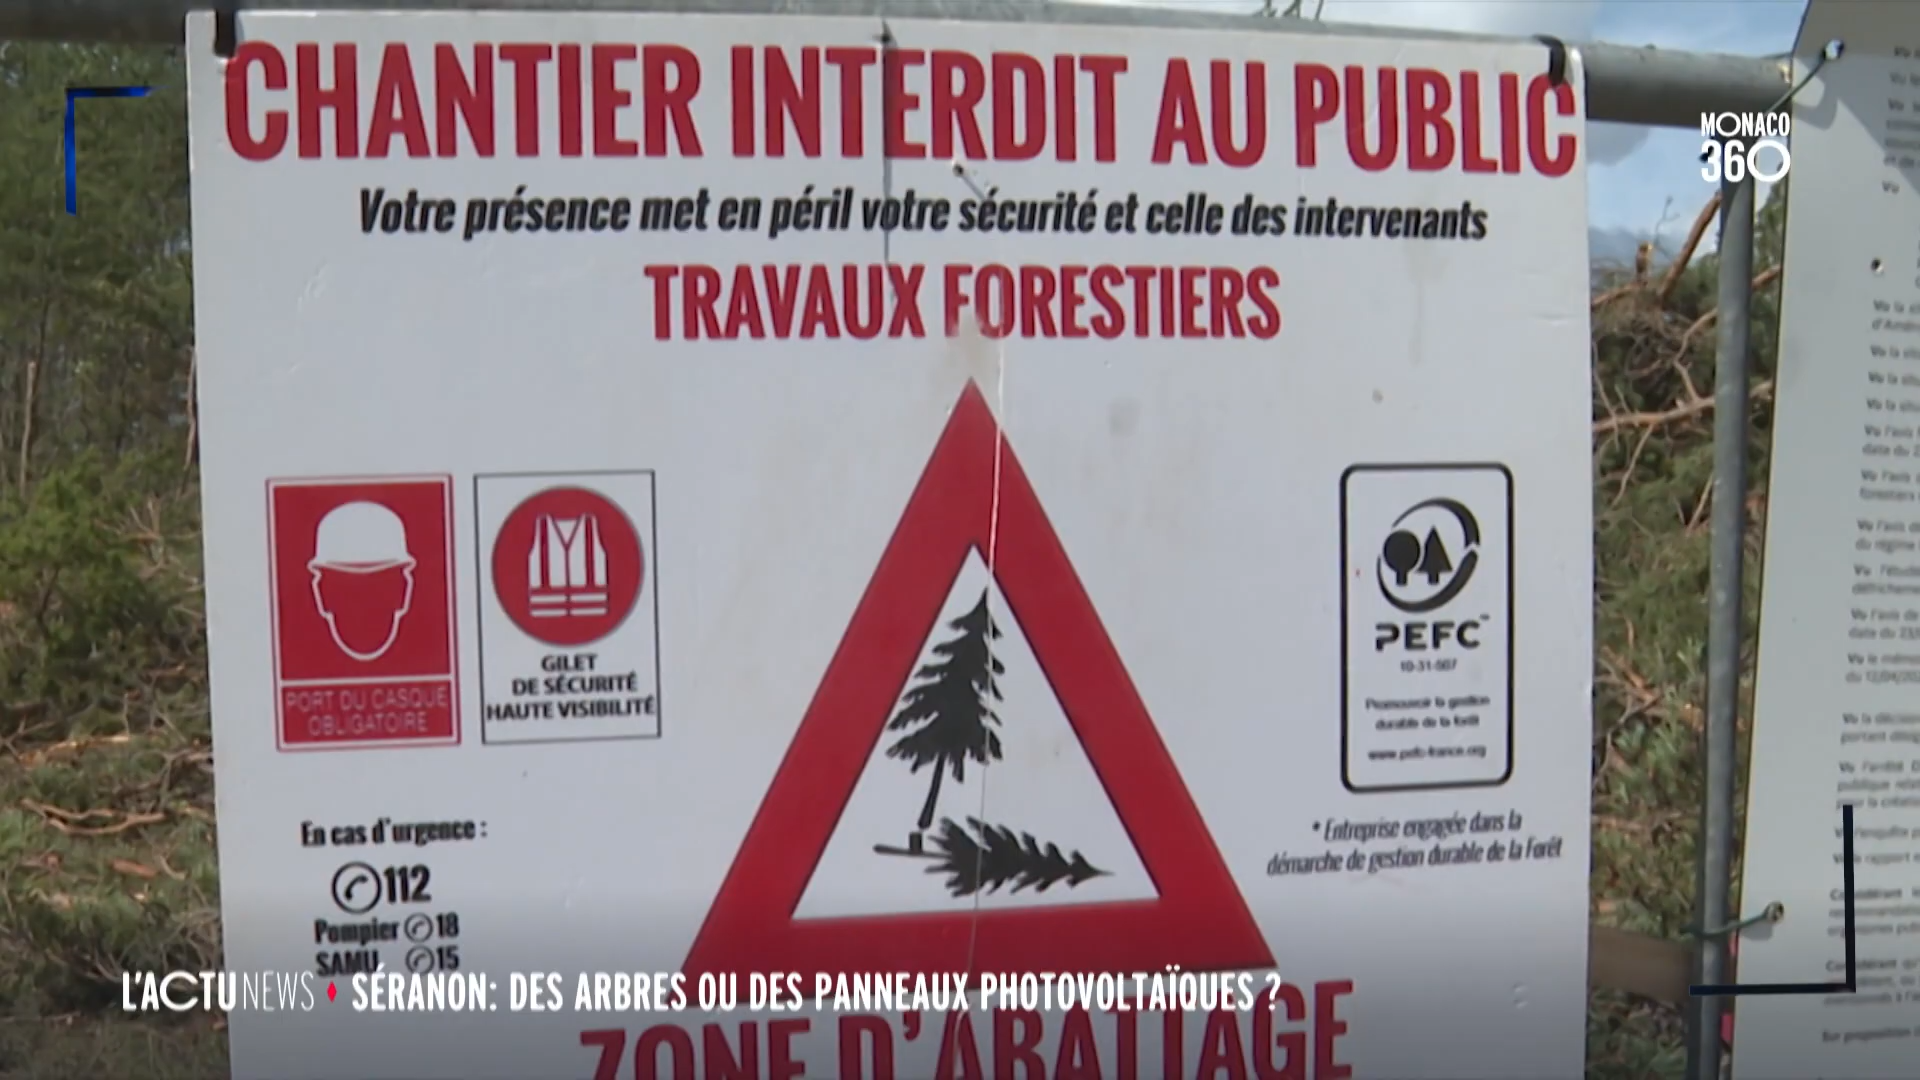 CHANTIER INTERDIT AU PUBLIC
Votre présence met en péril votre sécurité et celle des intervenants
TRAVAUX FORESTIERS
MONACO
360
PORT DU CASQUE
OBLIGATOIRE
GILET
DE SÉCURITÉ
HAUTE VISIBILITÉ
PEFC™
10-31-507
Promouvoir la gestion
durable de la forêt
www.pefc-france.org
* Entreprise engagée dans la
démarche de gestion durable de la Forêt
En cas d'urgence :
112
Pompier 18
SAMU 15
L'ACTU NEWS SÉRANON: DES ARBRES OU DES PANNEAUX PHOTOVOLTAÏQUES ?
ZONE D'ABATTAGE